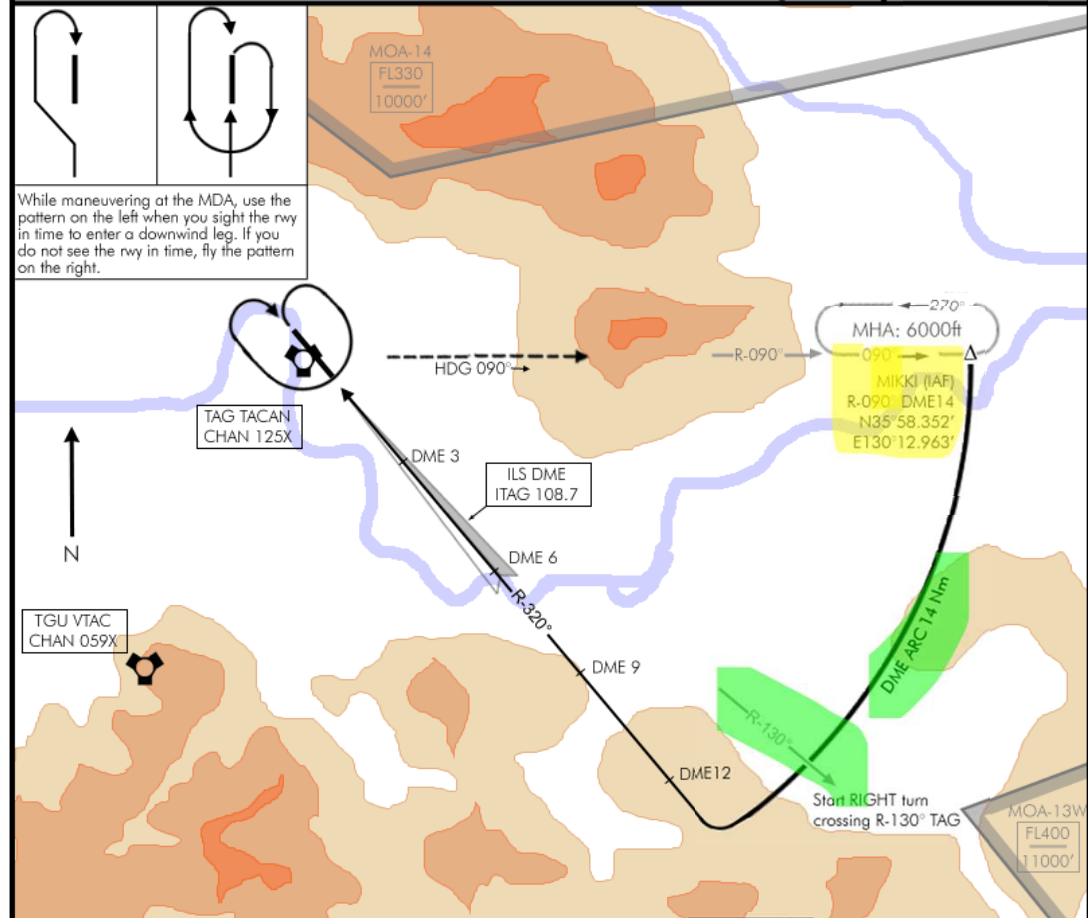 MOA-14
FL330
10000′
While maneuvering at the MDA, use the
pattern on the left when you sight the rwy
in time to enter a downwind leg. If you
do not see the rwy in time, fly the pattern
on the right.
270°
MHA: 6000ft
R-090°
090°
HDG 090°
MIKKI (IAF)
R-090° DME14
N35°58.352′
E130°12.963′
TAG TACAN
CHAN 125X
DME 3
ILS DME
ITAG 108.7
N
DME 6
R-320°
DME ARC 14 Nm
TGU VTAC
CHAN 059X
DME 9
R-130°
DME12
Start RIGHT turn
crossing R-130° TAG
MOA-13W
FL400
11000′